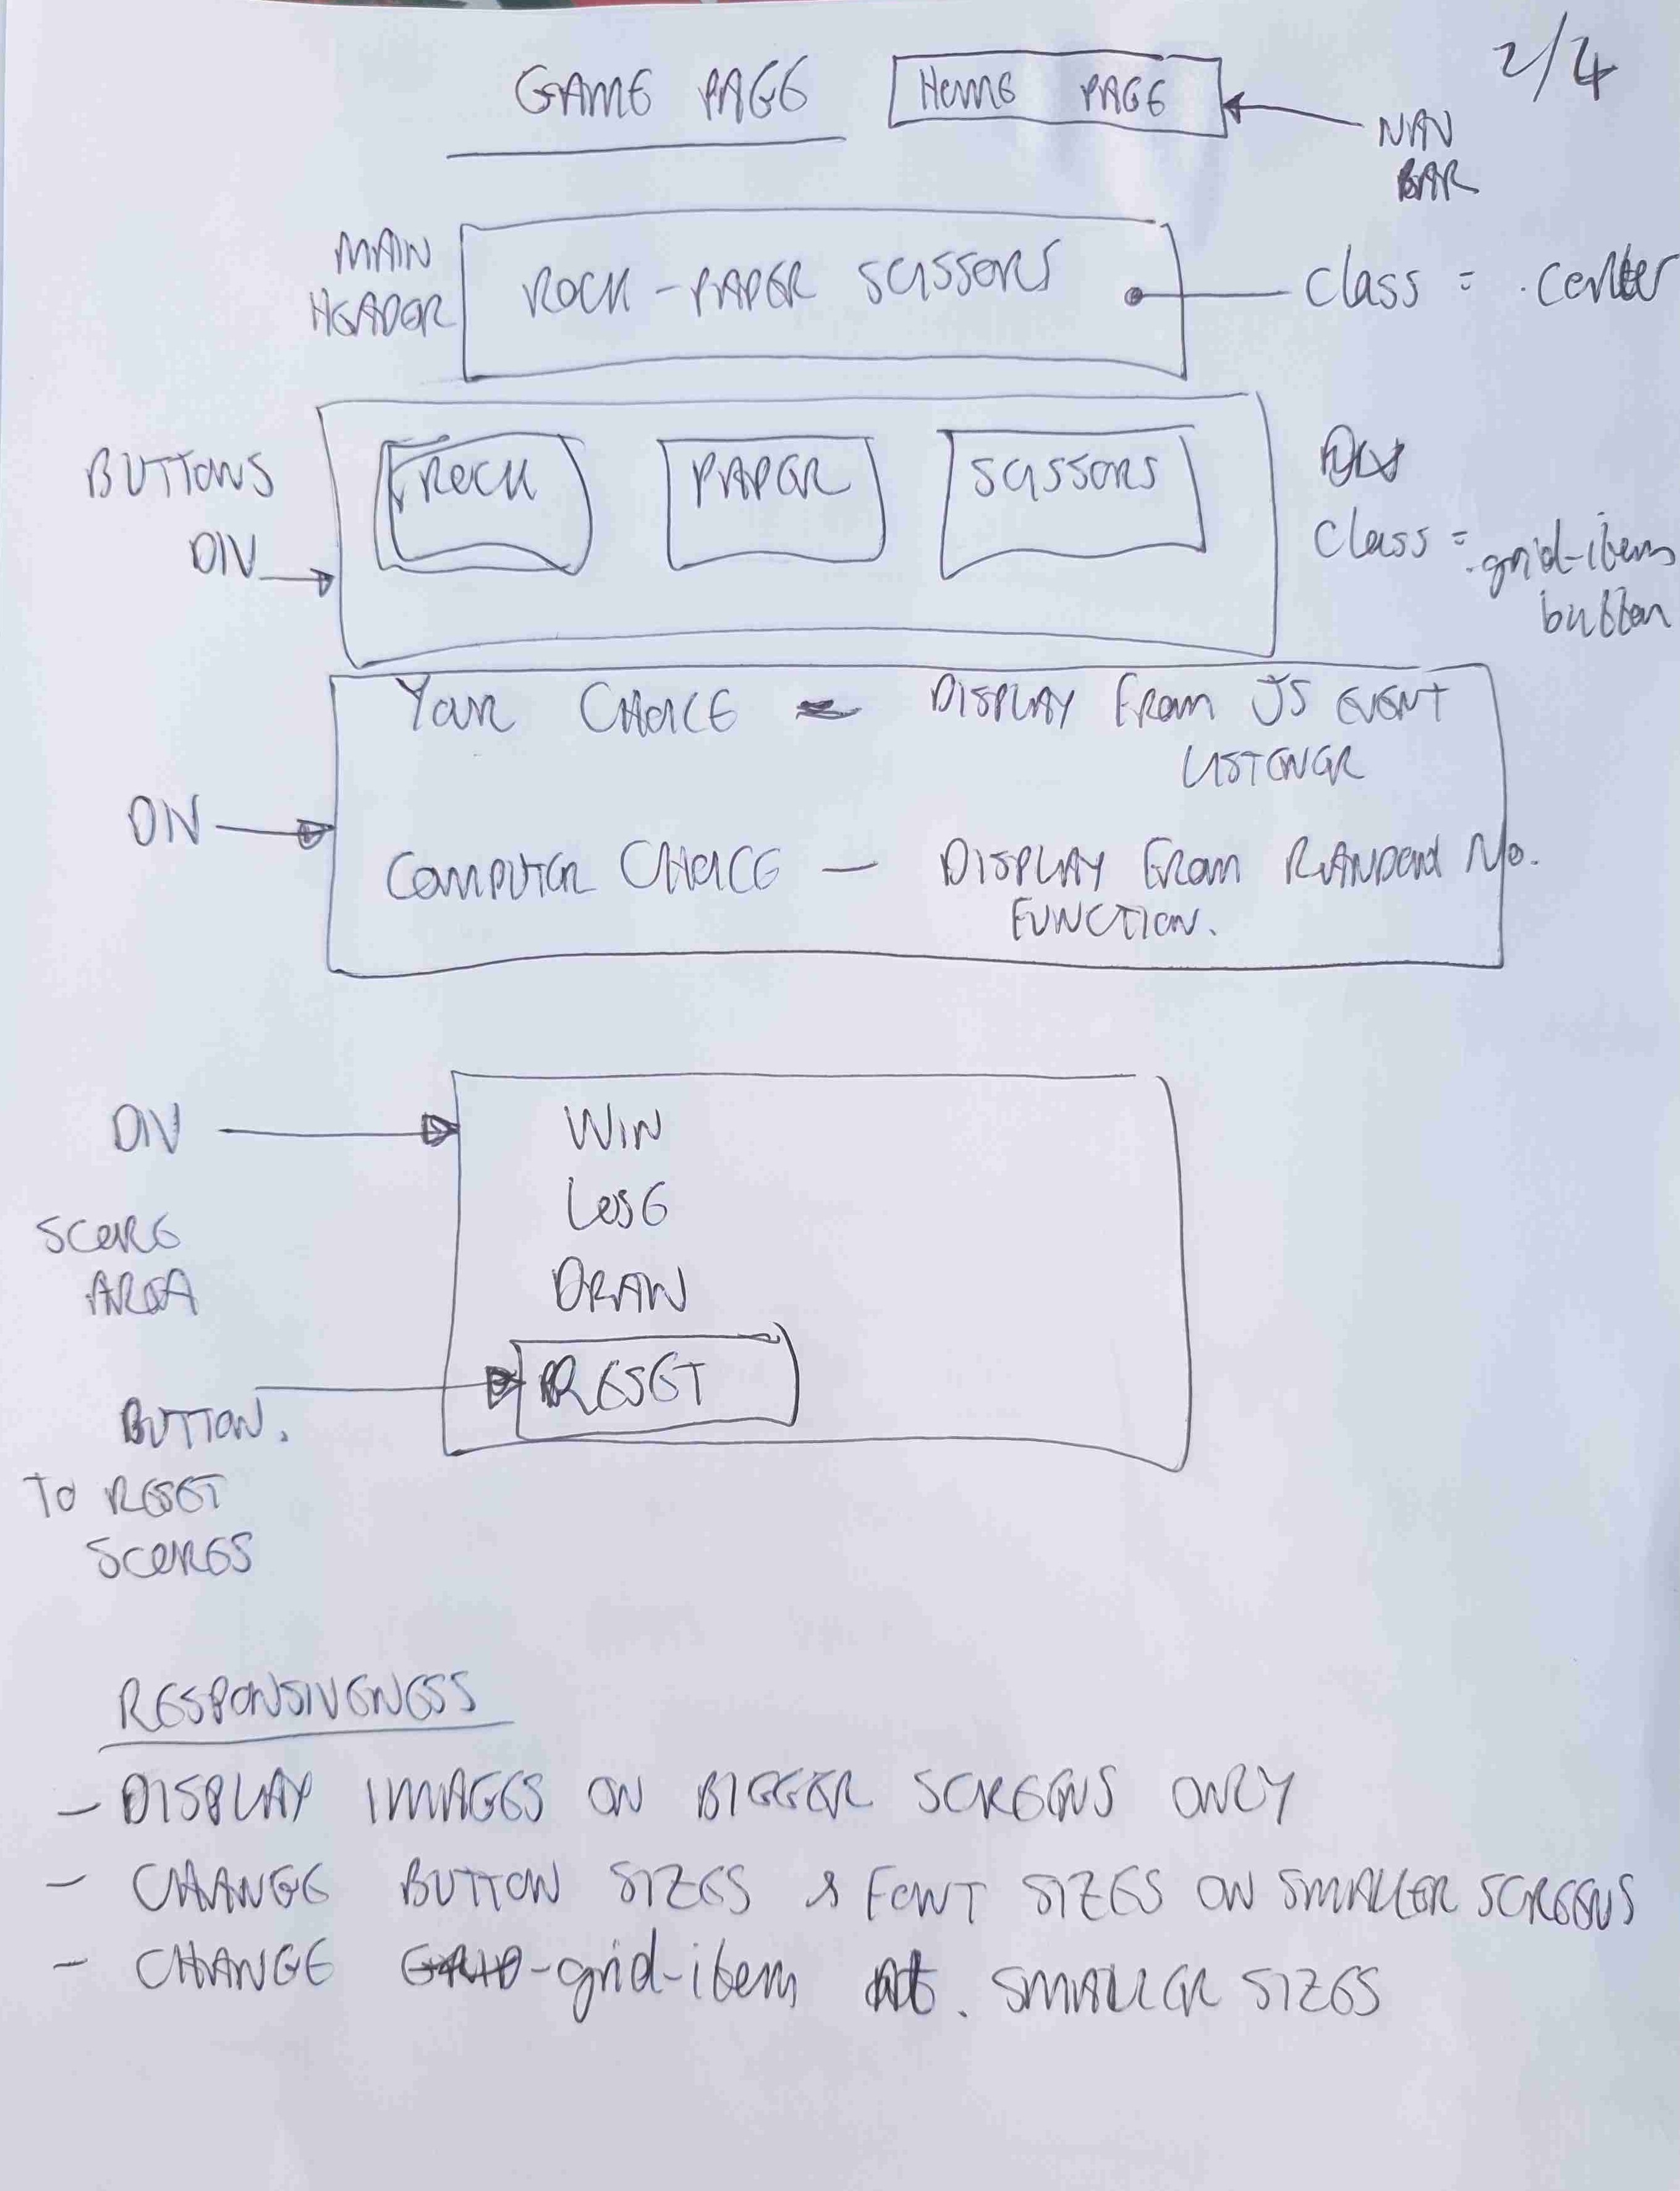 2/4
GAME PAGE
HOME PAGE
NAV
BAR
MAIN
HEADER
ROCK - PAPER SCISSORS
class = .center
BUTTONS
DIV
ROCK
PAPER
SCISSORS
class =
.grid-item
button
YOUR CHOICE - DISPLAY FROM JS EVENT
LISTENER
DIV
COMPUTER CHOICE - DISPLAY FROM RANDOM No.
FUNCTION.
DIV
SCORE
AREA
WIN
LOSE
DRAW
RESET
BUTTON.
TO RESET
SCORES
RESPONSIVENESS
- DISPLAY IMAGES ON BIGGER SCREENS ONLY
- CHANGE BUTTON SIZES & FONT SIZES ON SMALLER SCREENS
- CHANGE -grid-item At. SMALLER SIZES